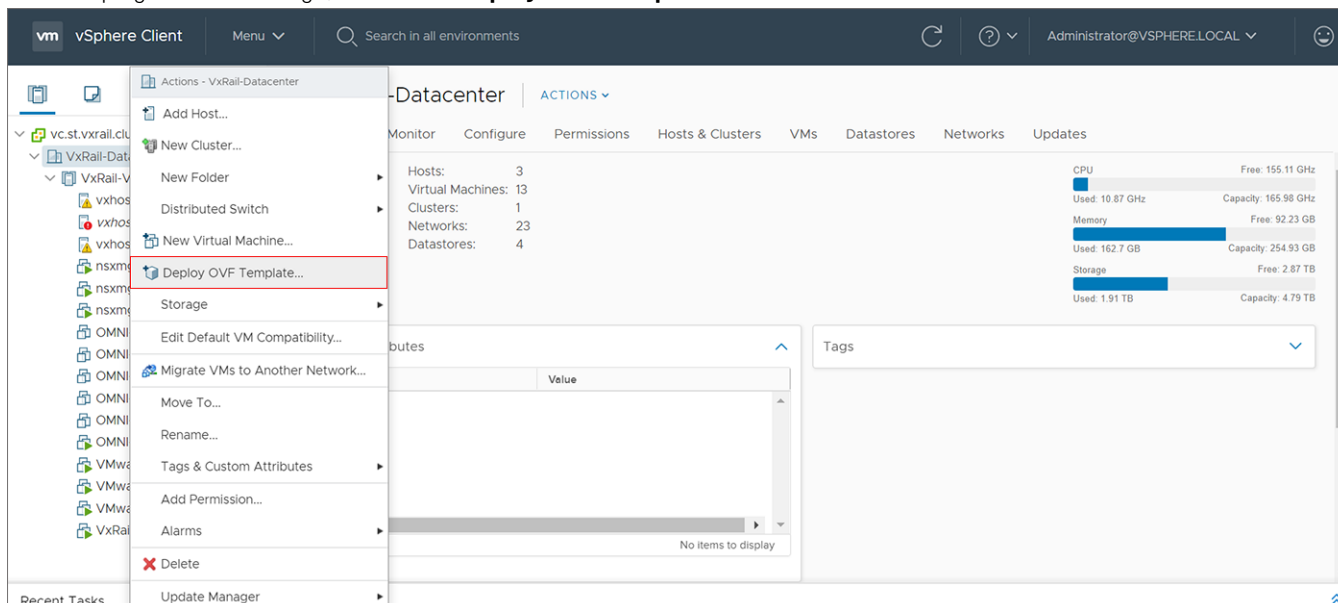 vm vSphere Client Menu Search in all environments Administrator@VSPHERE.LOCAL
Actions - VxRail-Datacenter
-Datacenter ACTIONS
Add Host...
vc.st.vxrail.clu
Monitor Configure Permissions Hosts & Clusters VMs Datastores Networks Updates
New Cluster...
VxRail-Data
Hosts: 3
CPU Free: 155.11 GHz
VxRail-V
New Folder
Virtual Machines: 13
vxhos
Used: 10.87 GHz Capacity: 165.98 GHz
Distributed Switch
Clusters: 1
vxhos
Networks: 23
Memory Free: 92.23 GB
vxhos
New Virtual Machine...
Datastores: 4
Used: 162.7 GB Capacity: 254.93 GB
nsxmg
Deploy OVF Template...
Storage Free: 2.87 TB
nsxmg
Used: 1.91 TB Capacity: 4.79 TB
nsxmg
Storage
OMNI
Edit Default VM Compatibility...
butes
Tags
OMNI
OMNI
Migrate VMs to Another Network...
Value
OMNI
Move To...
OMNI
Rename...
OMNI
VMwa
Tags & Custom Attributes
VMwa
Add Permission...
VMwa
VxRai
Alarms
No items to display
Delete
Recent Tasks
Update Manager